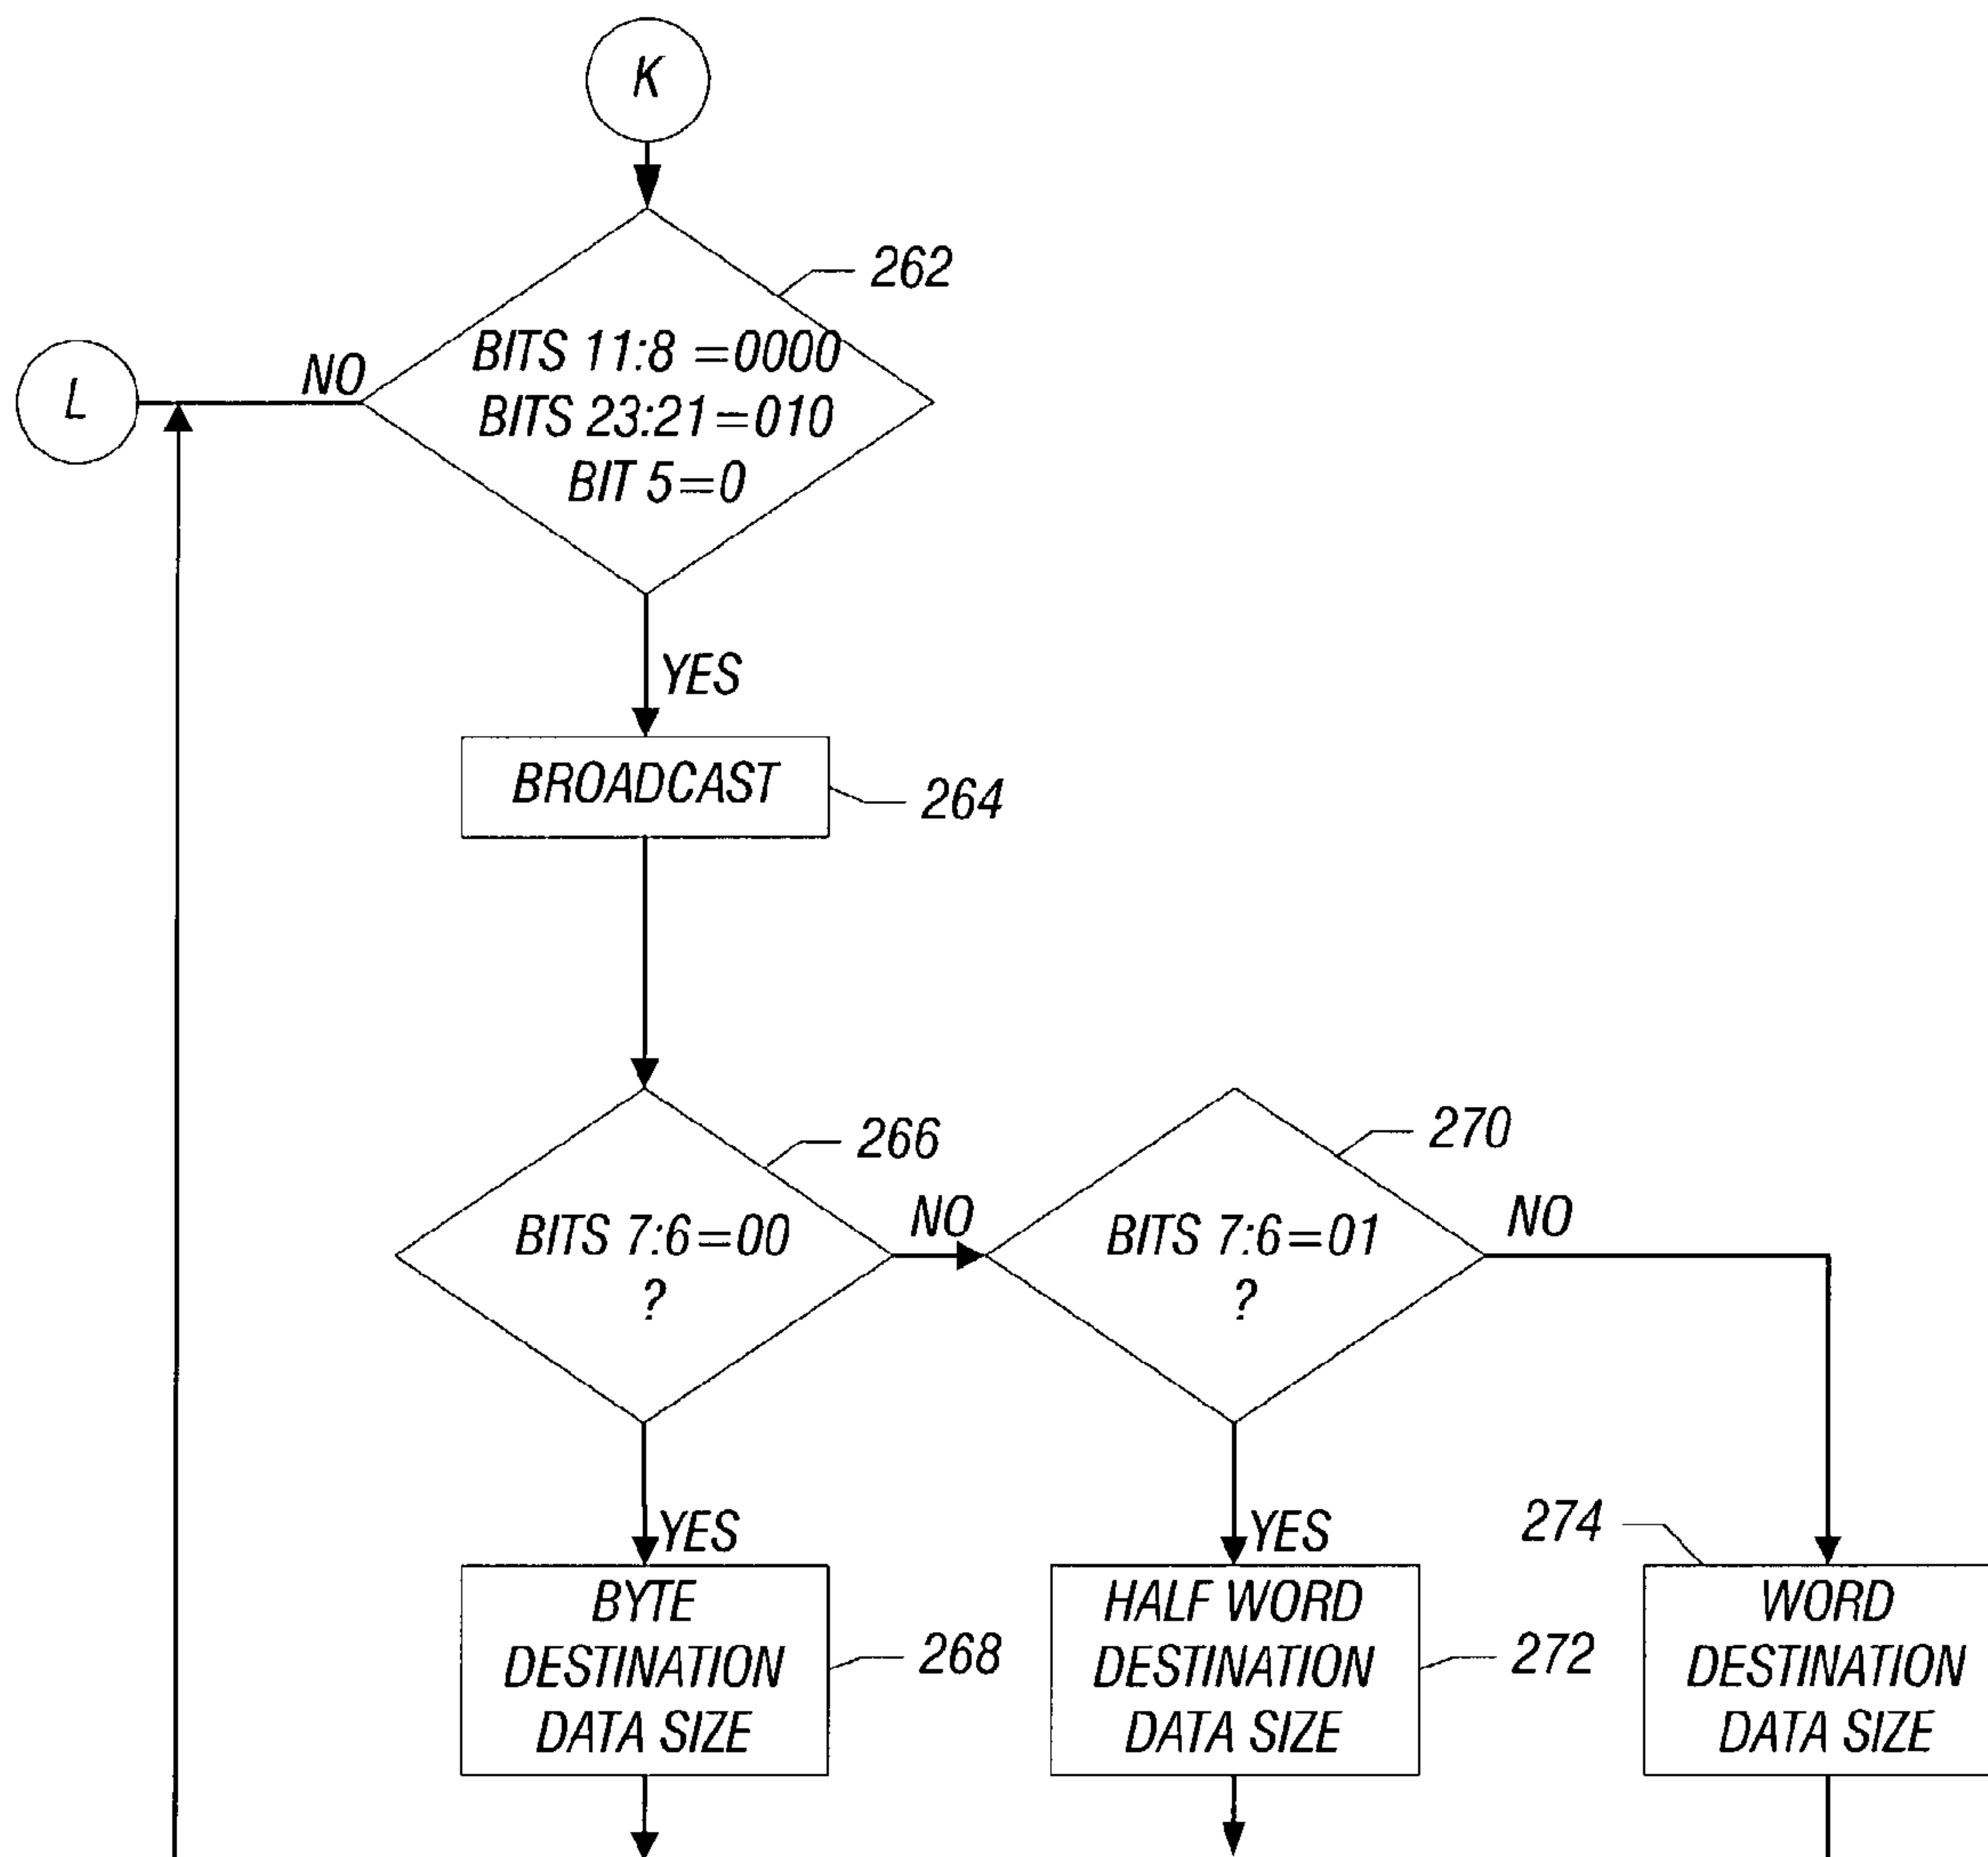 K
262
BITS 11:8 =0000
BITS 23:21=010
BIT 5=0
NO
L
YES
BROADCAST
264
266
BITS 7:6=00
?
NO
270
BITS 7:6=01
?
NO
YES
YES
274
BYTE
DESTINATION
DATA SIZE
268
HALF WORD
DESTINATION
DATA SIZE
272
WORD
DESTINATION
DATA SIZE